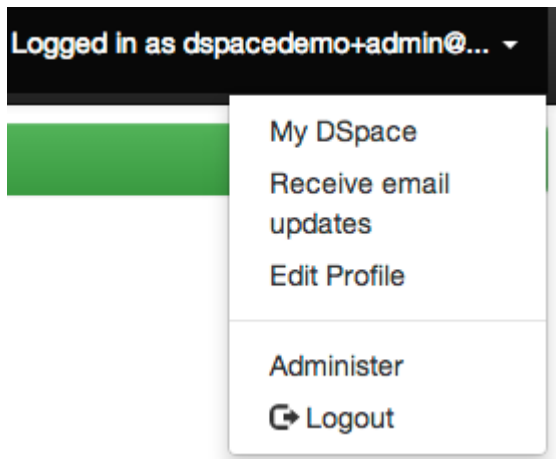 Logged in as dspacedemo+admin@...
My DSpace
Receive email
updates
Edit Profile
Administer
Logout